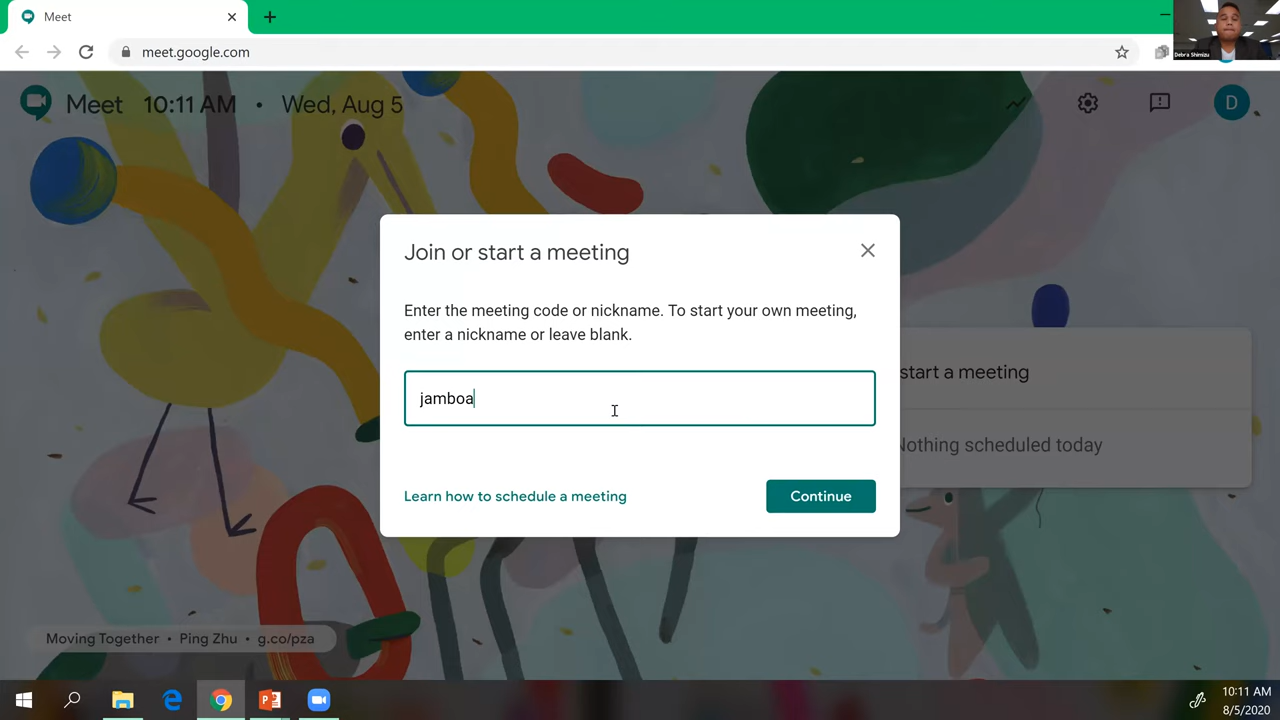 Meet
Debra Shimizu
meet.google.com
Meet 10:11 AM • Wed, Aug 5
D
Join or start a meeting
Enter the meeting code or nickname. To start your own meeting,
enter a nickname or leave blank.
start a meeting
jamboa
Nothing scheduled today
Learn how to schedule a meeting
Continue
Moving Together • Ping Zhu • g.co/pza
10:11 AM
8/5/2020